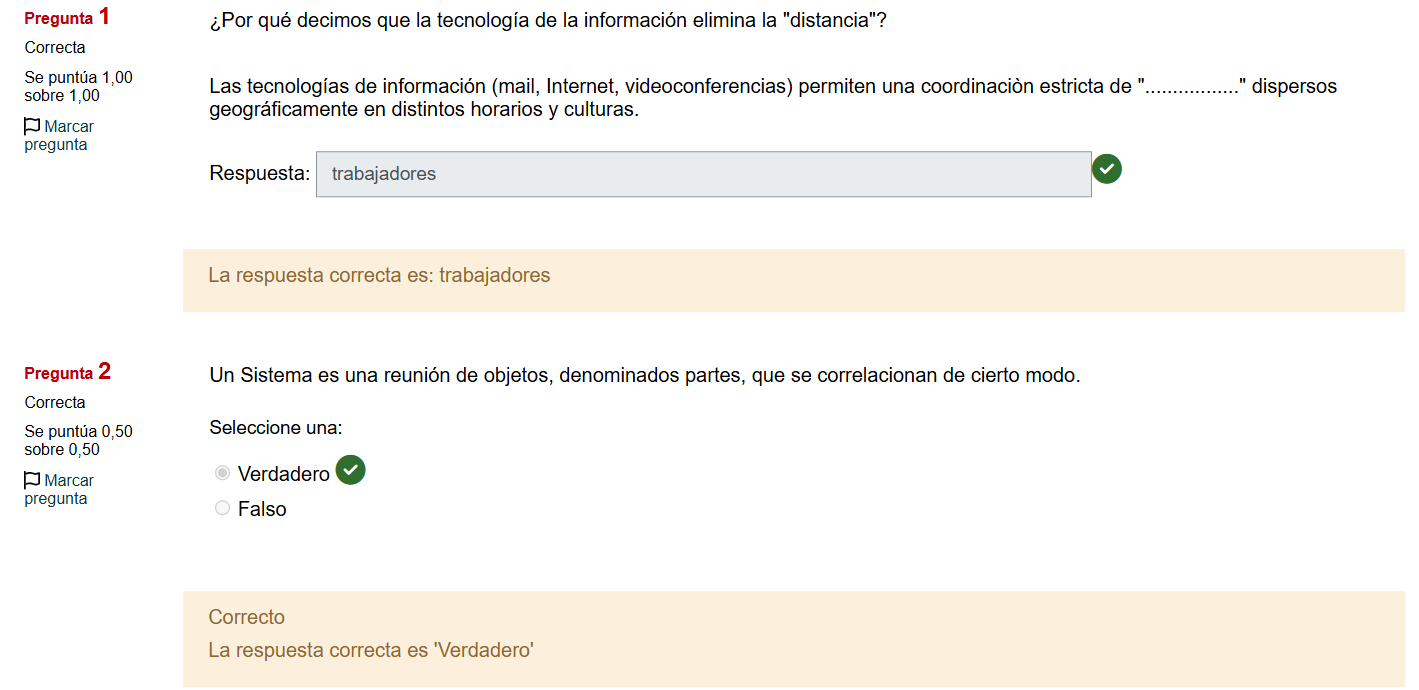 Pregunta 1
Correcta
Se puntúa 1,00
sobre 1,00
Marcar
pregunta
¿Por qué decimos que la tecnología de la información elimina la "distancia"?
Las tecnologías de información (mail, Internet, videoconferencias) permiten una coordinaciòn estricta de "................." dispersos
geográficamente en distintos horarios y culturas.
Respuesta: trabajadores
La respuesta correcta es: trabajadores
Pregunta 2
Correcta
Se puntúa 0,50
sobre 0,50
Marcar
pregunta
Un Sistema es una reunión de objetos, denominados partes, que se correlacionan de cierto modo.
Seleccione una:
Verdadero
Falso
Correcto
La respuesta correcta es 'Verdadero'